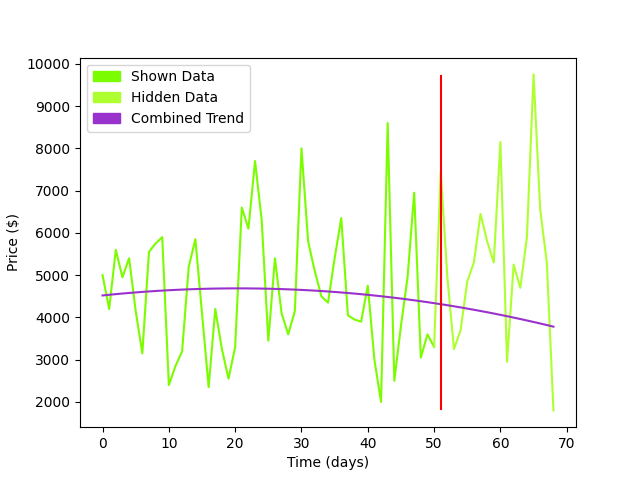 10000
9000
8000
7000
6000
5000
4000
3000
2000
Price ($)
Shown Data
Hidden Data
Combined Trend
0 10 20 30 40 50 60 70
Time (days)